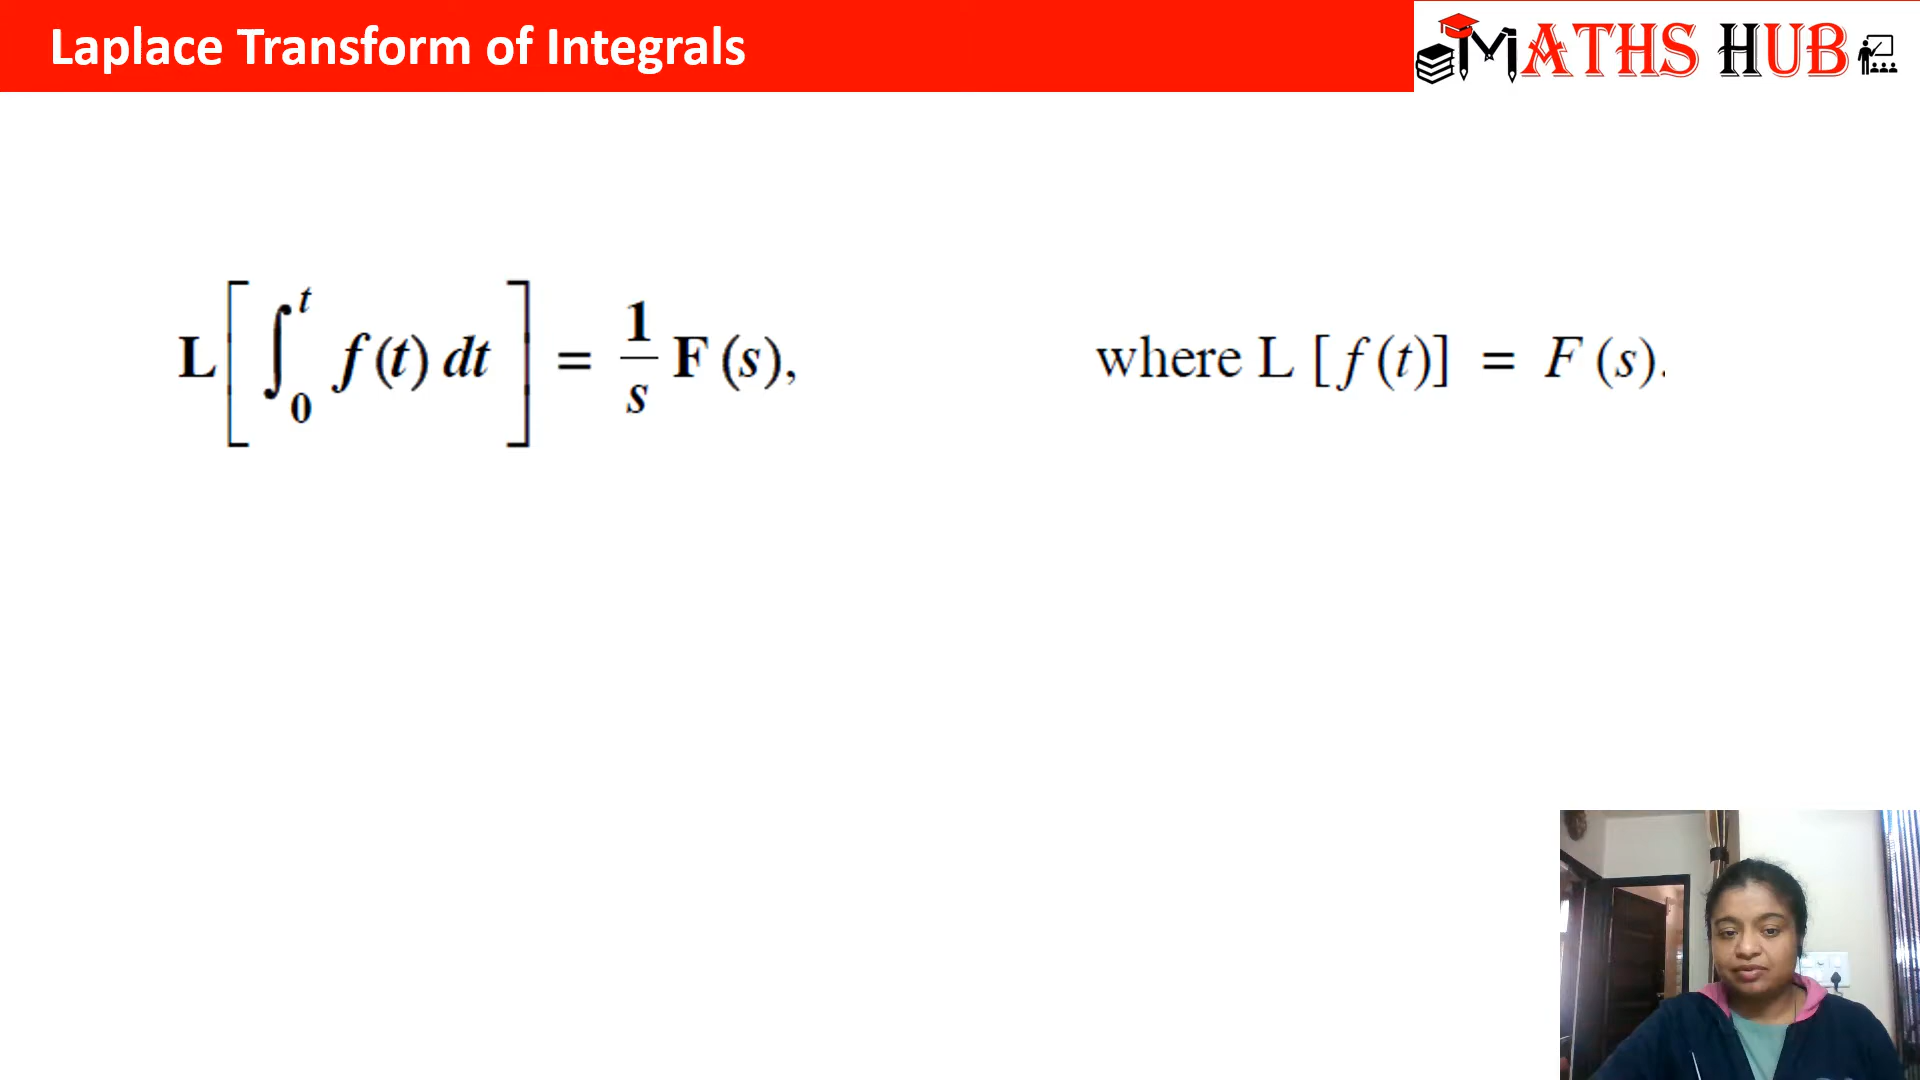 Laplace Transform of Integrals
MATHS HUB
L[∫₀ᵗ f(t) dt] = 1/s F(s), where L [f(t)] = F(s).